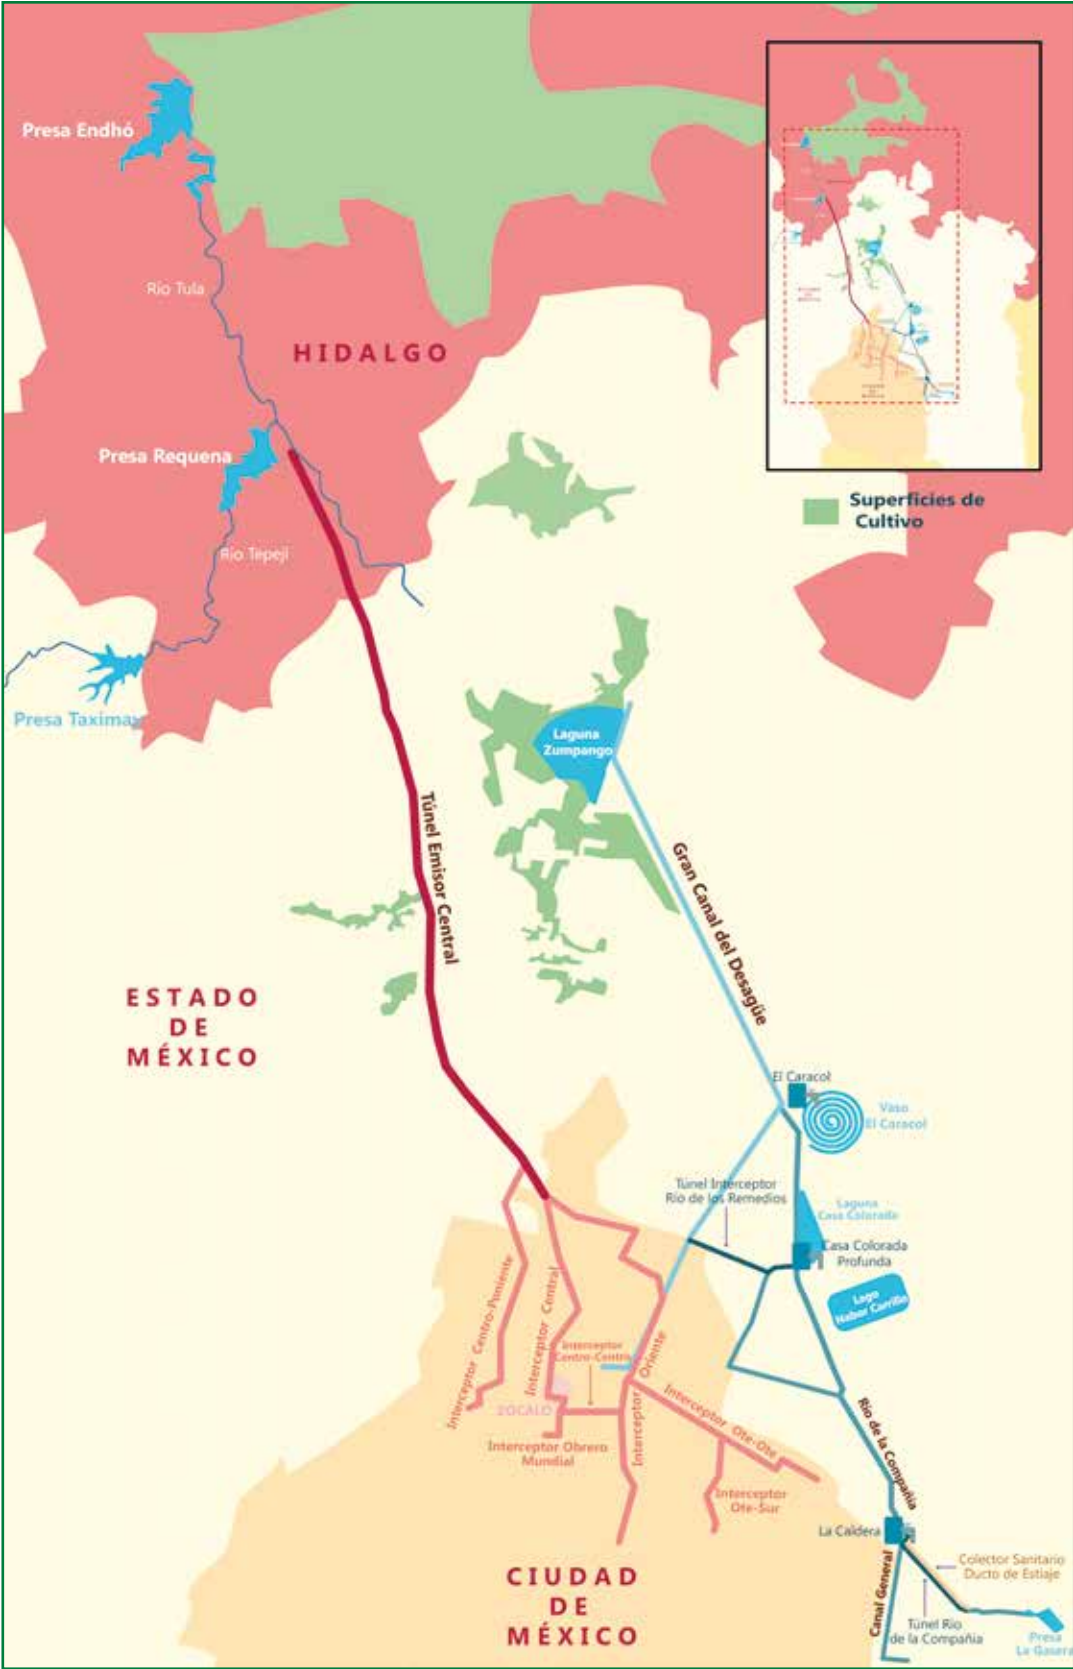 Presa Endhó
Río Tula
HIDALGO
Presa Requena
Superficies de
Cultivo
Río Tepeji
Presa Taximay
Laguna
Zumpango
Túnel Emisor Central
Gran Canal del Desagüe
ESTADO
DE
MÉXICO
El Caracol
Vaso
El Caracol
Túnel Interceptor
Río de los Remedios
Laguna
Casa Colorada
Casa Colorada
Profunda
Lago
Nabor Carrillo
Interceptor Centro-Poniente
Interceptor Central
Interceptor
Centro-Centro
Interceptor Oriente
ZÓCALO
Interceptor Obrero
Mundial
Interceptor Ote-Ote
Interceptor
Ote-Sur
Río de la Compañía
La Caldera
Canal General
Colector Sanitario
Ducto de Estiaje
Túnel Río
de la Compañía
Presa
La Gasera
CIUDAD
DE
MÉXICO